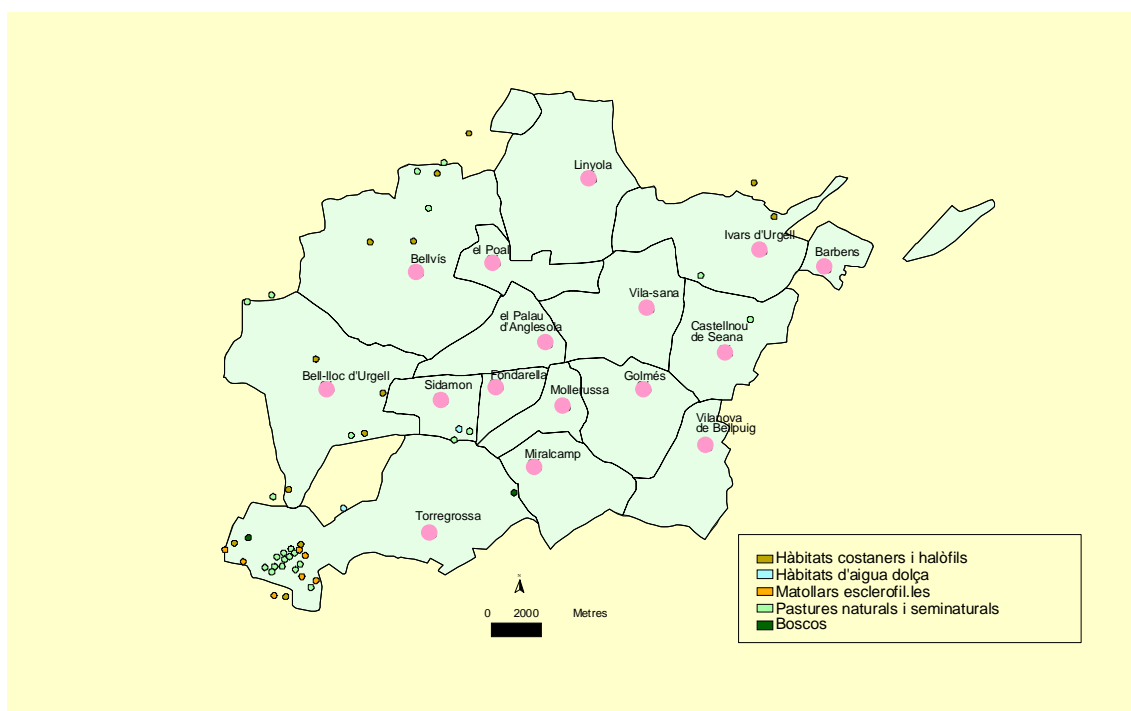 Linyola
Ivars d'Urgell
Barbens
el Poal
Bellvís
Vila-sana
el Palau
d'Anglesola
Castellnou
de Seana
Bell-lloc d'Urgell
Sidamon
Fondarella
Mollerussa
Golmés
Vilanova
de Bellpuig
Miralcamp
Torregrossa
N
0 2000 Metres
Hàbitats costaners i halòfils
Hàbitats d'aigua dolça
Matollars esclerofil.les
Pastures naturals i seminaturals
Boscos